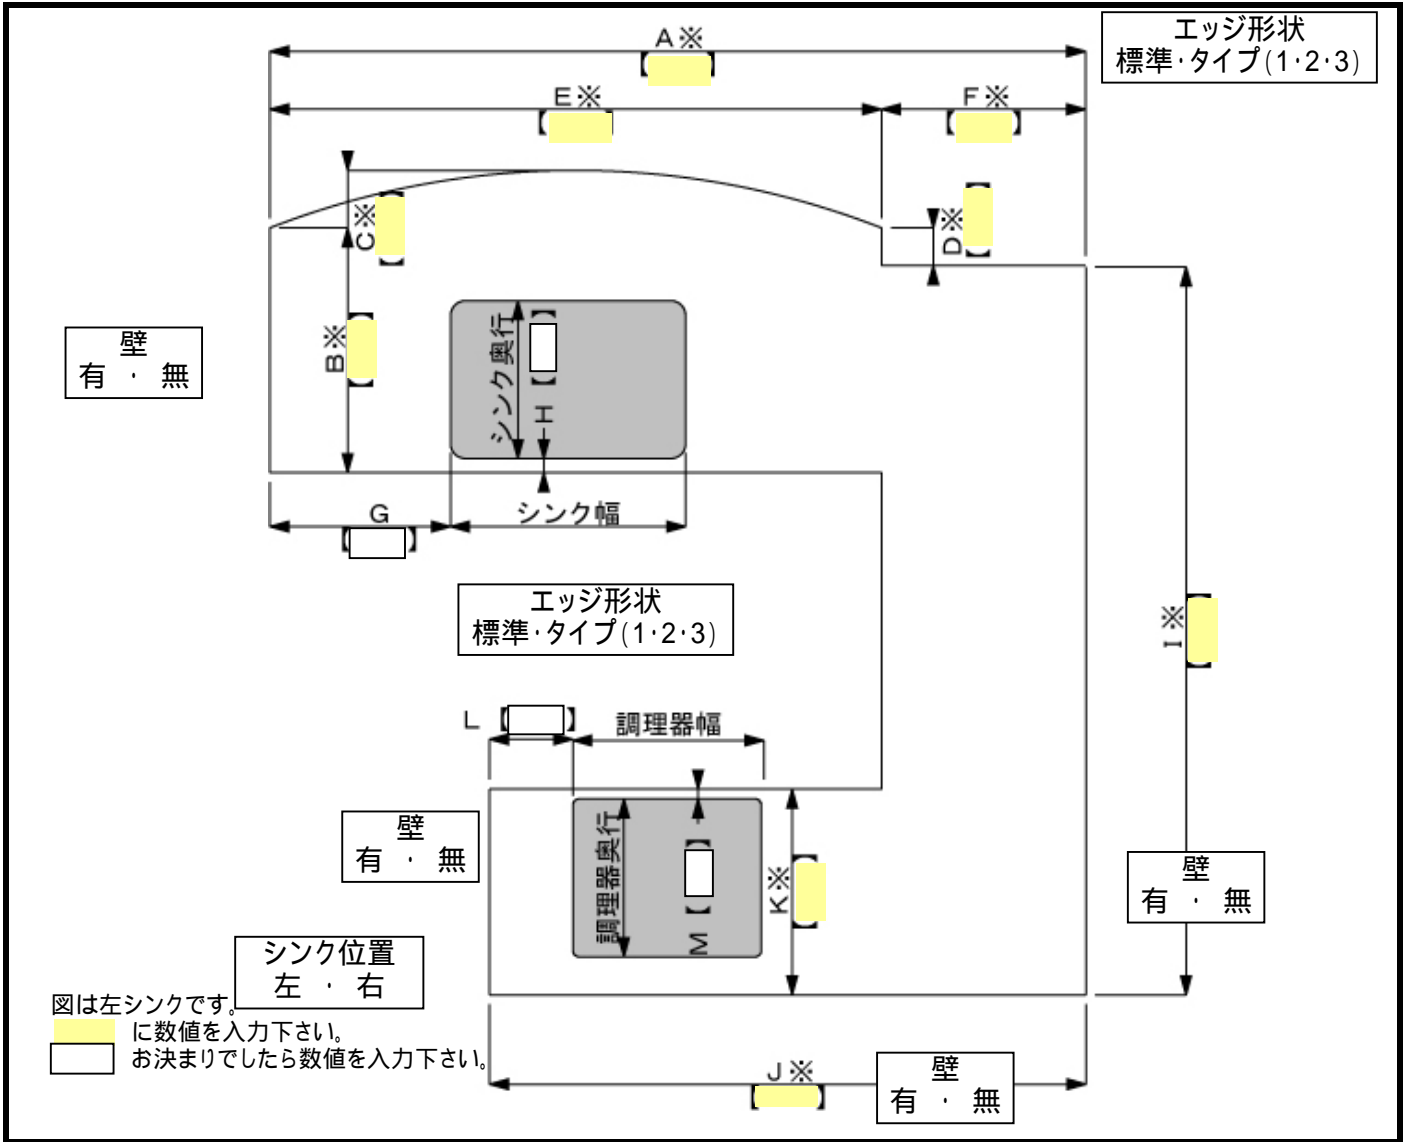 A※
【 】
エッジ形状
標準・タイプ(1・2・3)
E※
【 】
F※
【 】
C※
【 】
D※
【 】
B※
【 】
壁
有 ・ 無
シンク奥行
H 【 】
G
【 】
シンク幅
エッジ形状
標準・タイプ(1・2・3)
I※
【 】
L 【 】
調理器幅
壁
有 ・ 無
調理器奥行
M 【 】
K※
【 】
壁
有 ・ 無
シンク位置
左 ・ 右
図は左シンクです。
に数値を入力下さい。
お決まりでしたら数値を入力下さい。
J※
【 】
壁
有 ・ 無